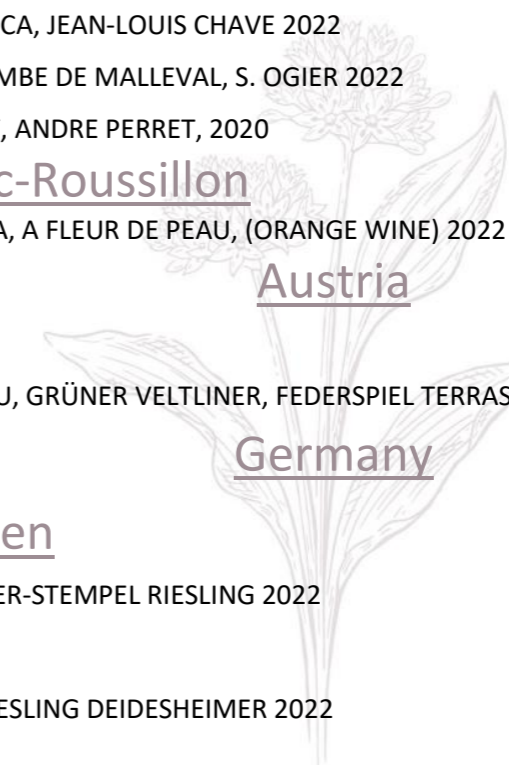 CA, JEAN-LOUIS CHAVE 2022
MBE DE MALLEVAL, S. OGIER 2022
, ANDRE PERRET, 2020
c-Roussillon
A, A FLEUR DE PEAU, (ORANGE WINE) 2022
Austria
U, GRÜNER VELTLINER, FEDERSPIEL TERRAS
Germany
en
ER-STEMPEL RIESLING 2022
ESLING DEIDESHEIMER 2022